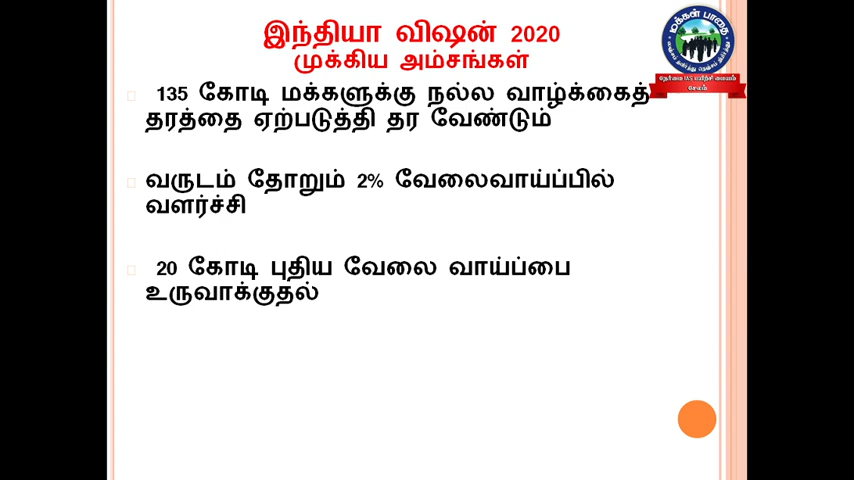 இந்தியா விஷன் 2020
முக்கிய அம்சங்கள்
135 கோடி மக்களுக்கு நல்ல வாழ்க்கைத்
தரத்தை ஏற்படுத்தி தர வேண்டும்
வருடம் தோறும் 2% வேலைவாய்ப்பில்
வளர்ச்சி
20 கோடி புதிய வேலை வாய்ப்பை
உருவாக்குதல்
மக்கள் பாதை
சேலம்